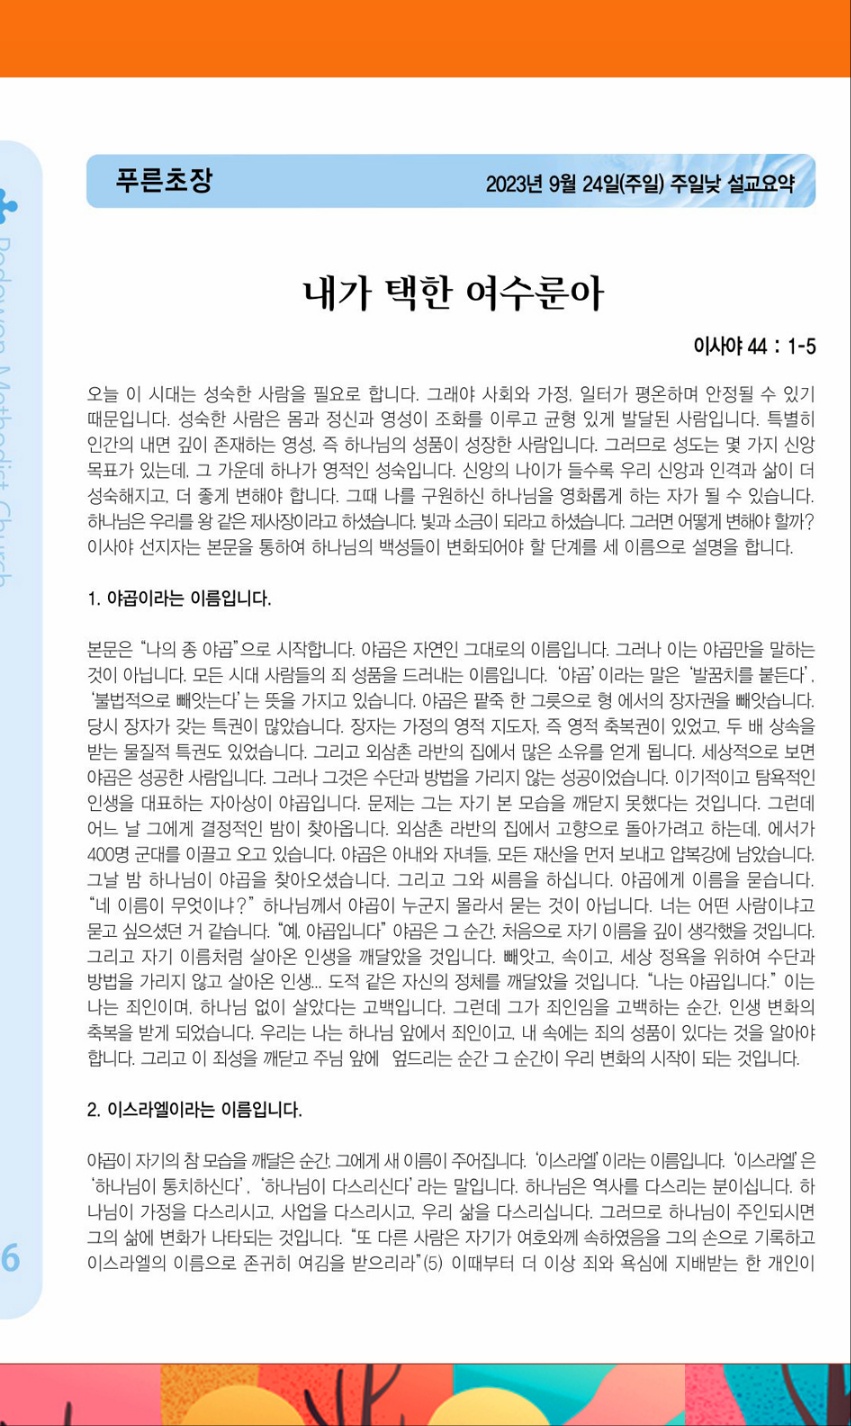 푸른초장
2023년 9월 24일(주일) 주일낮 설교요약
내가 택한 여수룬아
이사야 44 : 1-5
오늘 이 시대는 성숙한 사람을 필요로 합니다. 그래야 사회와 가정, 일터가 평온하며 안정될 수 있기
때문입니다. 성숙한 사람은 몸과 정신과 영성이 조화를 이루고 균형 있게 발달된 사람입니다. 특별히
인간의 내면 깊이 존재하는 영성, 즉 하나님의 성품이 성장한 사람입니다. 그러므로 성도는 몇 가지 신앙
목표가 있는데, 그 가운데 하나가 영적인 성숙입니다. 신앙의 나이가 들수록 우리 신앙과 인격과 삶이 더
성숙해지고, 더 좋게 변해야 합니다. 그때 나를 구원하신 하나님을 영화롭게 하는 자가 될 수 있습니다.
하나님은 우리를 왕 같은 제사장이라고 하셨습니다. 빛과 소금이 되라고 하셨습니다. 그러면 어떻게 변해야 할까?
이사야 선지자는 본문을 통하여 하나님의 백성들이 변화되어야 할 단계를 세 이름으로 설명을 합니다.
1. 야곱이라는 이름입니다.
본문은 “나의 종 야곱”으로 시작합니다. 야곱은 자연인 그대로의 이름입니다. 그러나 이는 야곱만을 말하는
것이 아닙니다. 모든 시대 사람들의 죄 성품을 드러내는 이름입니다. ‘야곱’이라는 말은 ‘발꿈치를 붙든다’,
‘불법적으로 빼앗는다’는 뜻을 가지고 있습니다. 야곱은 팥죽 한 그릇으로 형 에서의 장자권을 빼앗습니다.
당시 장자가 갖는 특권이 많았습니다. 장자는 가정의 영적 지도자, 즉 영적 축복권이 있었고, 두 배 상속을
받는 물질적 특권도 있었습니다. 그리고 외삼촌 라반의 집에서 많은 소유를 얻게 됩니다. 세상적으로 보면
야곱은 성공한 사람입니다. 그러나 그것은 수단과 방법을 가리지 않는 성공이었습니다. 이기적이고 탐욕적인
인생을 대표하는 자아상이 야곱입니다. 문제는 그는 자기 본 모습을 깨닫지 못했다는 것입니다. 그런데
어느 날 그에게 결정적인 밤이 찾아옵니다. 외삼촌 라반의 집에서 고향으로 돌아가려고 하는데, 에서가
400명 군대를 이끌고 오고 있습니다. 야곱은 아내와 자녀들, 모든 재산을 먼저 보내고 얍복강에 남았습니다.
그날 밤 하나님이 야곱을 찾아오셨습니다. 그리고 그와 씨름을 하십니다. 야곱에게 이름을 묻습니다.
“네 이름이 무엇이냐?” 하나님께서 야곱이 누군지 몰라서 묻는 것이 아닙니다. 너는 어떤 사람이냐고
묻고 싶으셨던 거 같습니다. “예, 야곱입니다” 야곱은 그 순간, 처음으로 자기 이름을 깊이 생각했을 것입니다.
그리고 자기 이름처럼 살아온 인생을 깨달았을 것입니다. 빼앗고, 속이고, 세상 정욕을 위하여 수단과
방법을 가리지 않고 살아온 인생... 도적 같은 자신의 정체를 깨달았을 것입니다. “나는 야곱입니다.” 이는
나는 죄인이며, 하나님 없이 살았다는 고백입니다. 그런데 그가 죄인임을 고백하는 순간, 인생 변화의
축복을 받게 되었습니다. 우리는 나는 하나님 앞에서 죄인이고, 내 속에는 죄의 성품이 있다는 것을 알아야
합니다. 그리고 이 죄성을 깨닫고 주님 앞에 엎드리는 순간 그 순간이 우리 변화의 시작이 되는 것입니다.
2. 이스라엘이라는 이름입니다.
야곱이 자기의 참 모습을 깨달은 순간, 그에게 새 이름이 주어집니다. ‘이스라엘’이라는 이름입니다. ‘이스라엘’은
‘하나님이 통치하신다’, ‘하나님이 다스리신다’라는 말입니다. 하나님은 역사를 다스리는 분이십니다. 하
나님이 가정을 다스리시고, 사업을 다스리시고, 우리 삶을 다스리십니다. 그러므로 하나님이 주인되시면
그의 삶에 변화가 나타되는 것입니다. “또 다른 사람은 자기가 여호와께 속하였음을 그의 손으로 기록하고
이스라엘의 이름으로 존귀히 여김을 받으리라”(5) 이때부터 더 이상 죄와 욕심에 지배받는 한 개인이
6